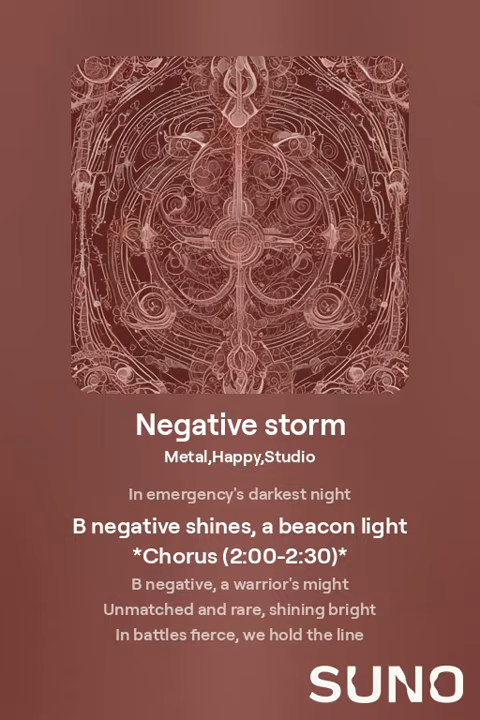 Negative storm
Metal,Happy,Studio
In emergency's darkest night
B negative shines, a beacon light
*Chorus (2:00-2:30)*
B negative, a warrior's might
Unmatched and rare, shining bright
In battles fierce, we hold the line
SUNO